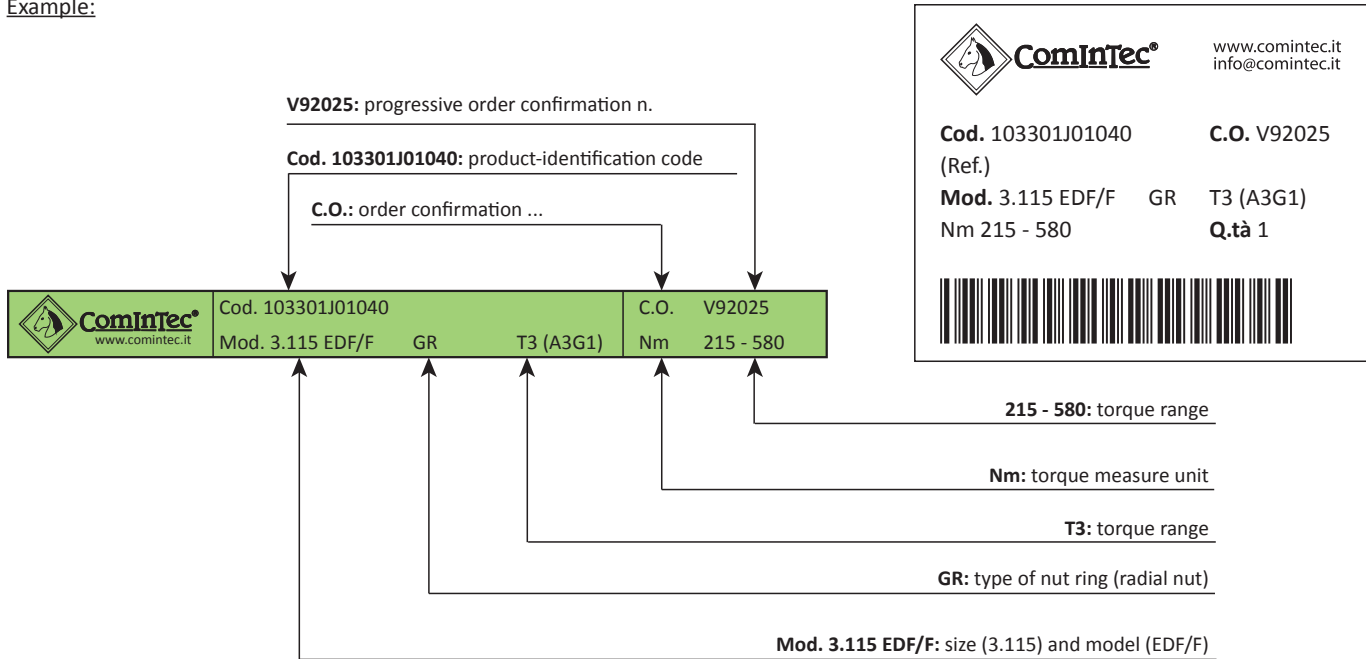 Example:
V92025: progressive order confirmation n.
Cod. 103301J01040: product-identification code
C.O.: order confirmation ...
ComInTec®
www.comintec.it
Cod. 103301J01040
C.O. V92025
Mod. 3.115 EDF/F GR T3 (A3G1)
Nm 215 - 580
215 - 580: torque range
Nm: torque measure unit
T3: torque range
GR: type of nut ring (radial nut)
Mod. 3.115 EDF/F: size (3.115) and model (EDF/F)
ComInTec®
www.comintec.it
info@comintec.it
Cod. 103301J01040 C.O. V92025
(Ref.)
Mod. 3.115 EDF/F GR T3 (A3G1)
Nm 215 - 580 Q.tà 1